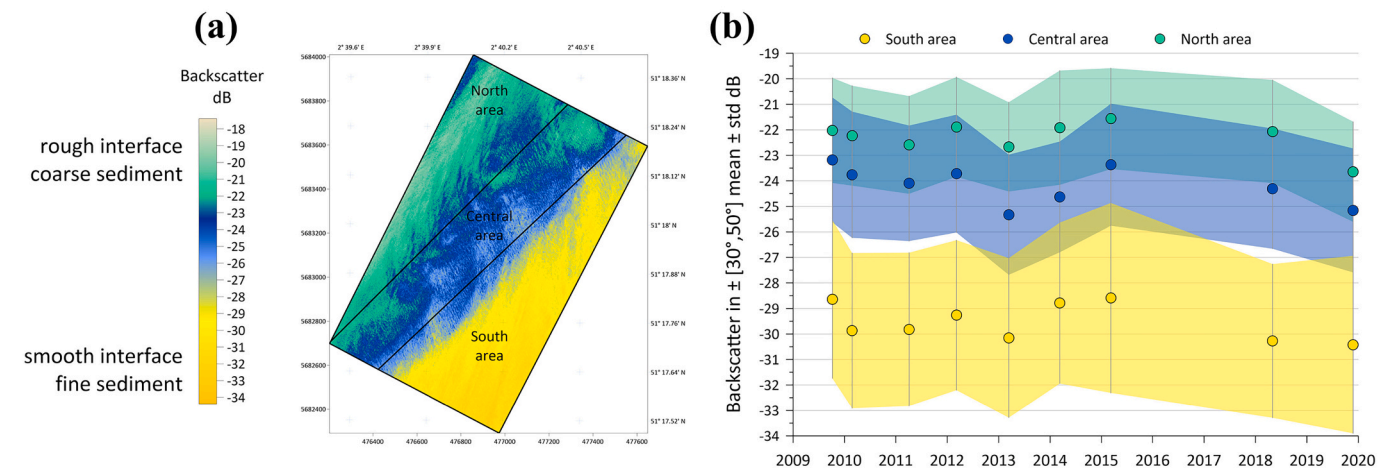 (a)
2° 39.6' E 2° 39.9' E 2° 40.2' E 2° 40.5' E
Backscatter
dB
-18
-19
-20
-21
-22
-23
-24
-25
-26
-28
-29
-30
-31
-32
-33
-34
rough interface
coarse sediment
smooth interface
fine sediment
5684000
5683800
5683600
5683400
5683200
5683000
5682800
5682600
5682400
North
area
Central
area
South
area
51° 18.36' N
51° 18.24' N
51° 18.12' N
51° 18' N
51° 17.88' N
51° 17.76' N
51° 17.64' N
51° 17.52' N
476400 476600 476800 477000 477200 477400 477600
(b)
South area Central area North area
Backscatter in ± [30°,50°] mean ± std dB
-19
-20
-21
-22
-23
-24
-25
-26
-27
-28
-29
-30
-31
-32
-33
-34
2009 2010 2011 2012 2013 2014 2015 2016 2017 2018 2019 2020